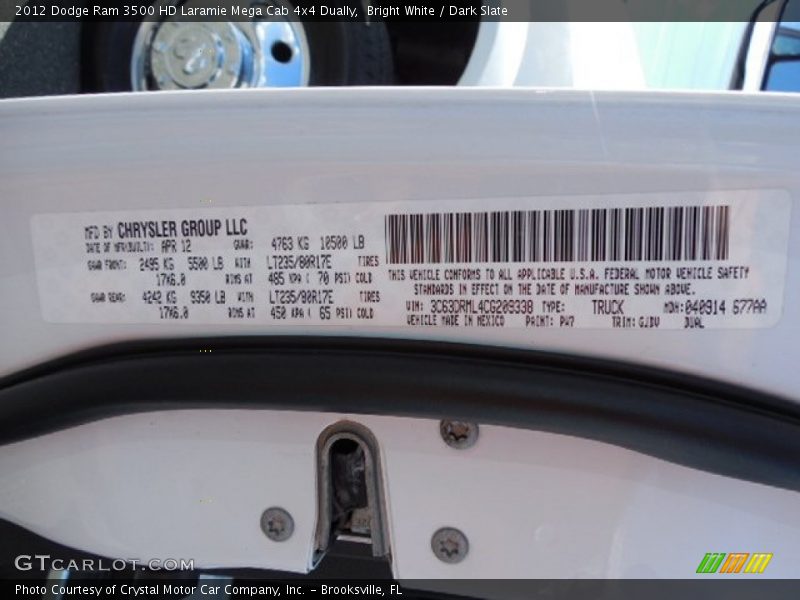 2012 Dodge Ram 3500 HD Laramie Mega Cab 4x4 Dually, Bright White / Dark Slate
MFD BY CHRYSLER GROUP LLC
DATE OF MFR(BUILT): APR 12 GVWR: 4763 KG 10500 LB
GAWR FRONT: 2495 KG 5500 LB WITH LT235/80R17E TIRES
17X6.0 RIMS AT 485 KPA ( 70 PSI) COLD
GAWR REAR: 4242 KG 9350 LB WITH LT235/80R17E TIRES
17X6.0 RIMS AT 450 KPA ( 65 PSI) COLD
THIS VEHICLE CONFORMS TO ALL APPLICABLE U.S.A. FEDERAL MOTOR VEHICLE SAFETY
STANDARDS IN EFFECT ON THE DATE OF MANUFACTURE SHOWN ABOVE.
VIN: 3C63DRML4CG209338 TYPE: TRUCK MDH: 040914 677AA
VEHICLE MADE IN MEXICO PAINT: PW7 TRIM: GJDV DUAL
GTCARLOT.COM
Photo Courtesy of Crystal Motor Car Company, Inc. – Brooksville, FL